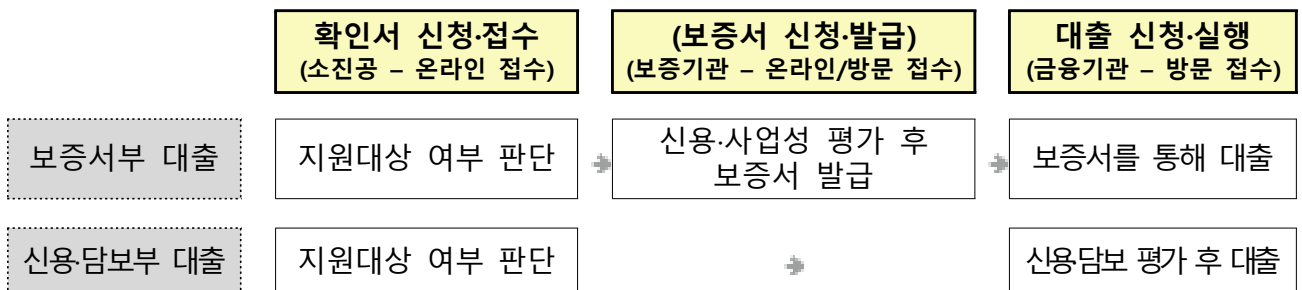 확인서 신청·접수
(소진공 – 온라인 접수)
(보증서 신청·발급)
(보증기관 – 온라인/방문 접수)
대출 신청·실행
(금융기관 – 방문 접수)
보증서부 대출
지원대상 여부 판단
신용·사업성 평가 후
보증서 발급
보증서를 통해 대출
신용·담보부 대출
지원대상 여부 판단
신용·담보 평가 후 대출